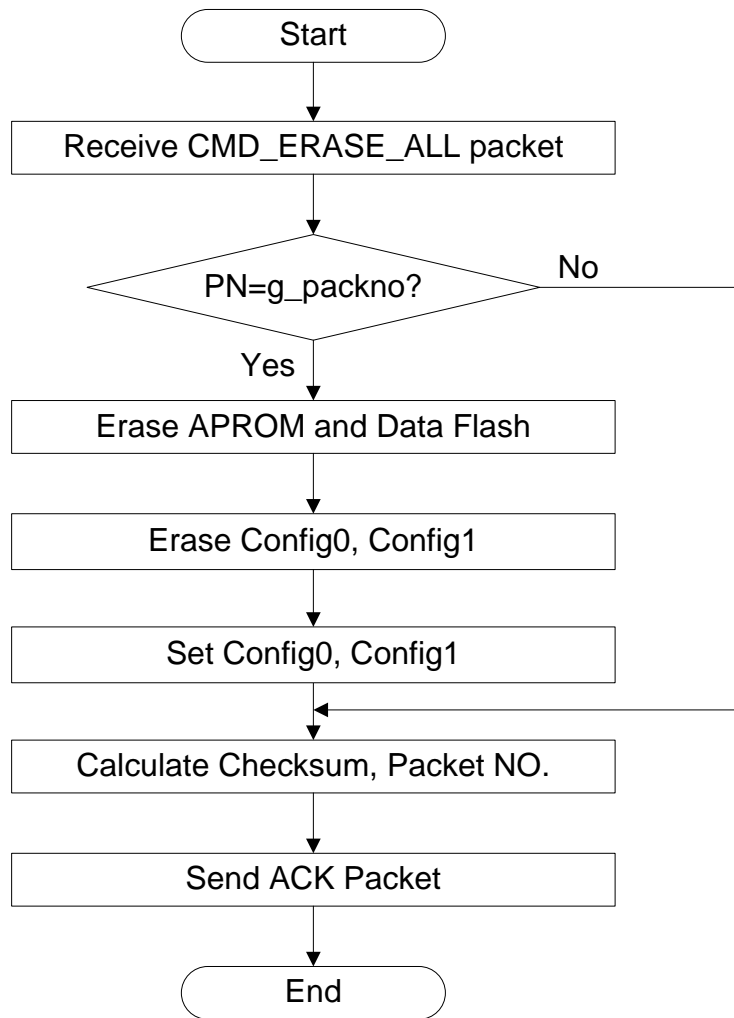 Start
Receive CMD_ERASE_ALL packet
PN=g_packno?
No
Yes
Erase APROM and Data Flash
Erase Config0, Config1
Set Config0, Config1
Calculate Checksum, Packet NO.
Send ACK Packet
End